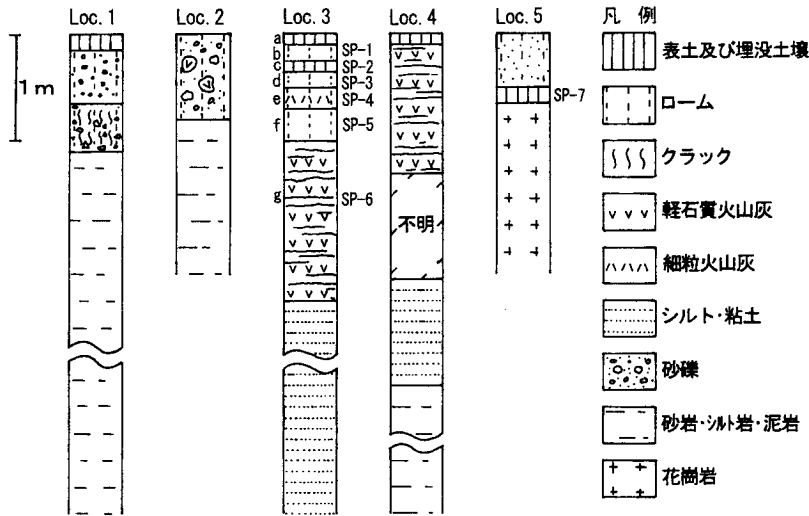 Loc. 1
Loc. 2
Loc. 3
Loc. 4
Loc. 5
凡 例
1m
a
b
c
d
e
f
g
SP-1
SP-2
SP-3
SP-4
SP-5
SP-6
不明
SP-7
表土及び埋没土壌
ローム
クラック
軽石質火山灰
細粒火山灰
シルト・粘土
砂礫
砂岩・シルト岩・泥岩
花崗岩